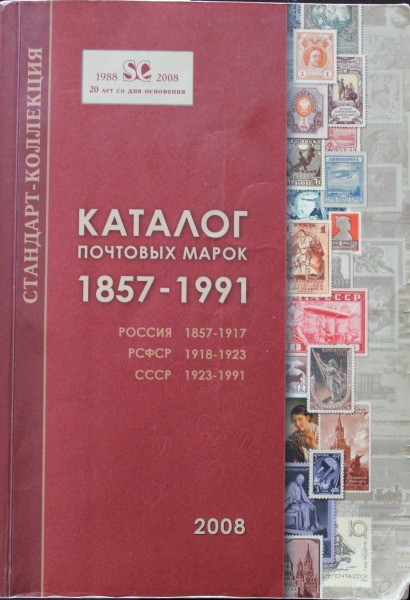 СТАНДАРТ-КОЛЛЕКЦИЯ
1988 SC 2008
20 лет со дня основания
КАТАЛОГ
ПОЧТОВЫХ МАРОК
1857-1991
РОССИЯ 1857-1917
РСФСР 1918-1923
СССР 1923-1991
2008